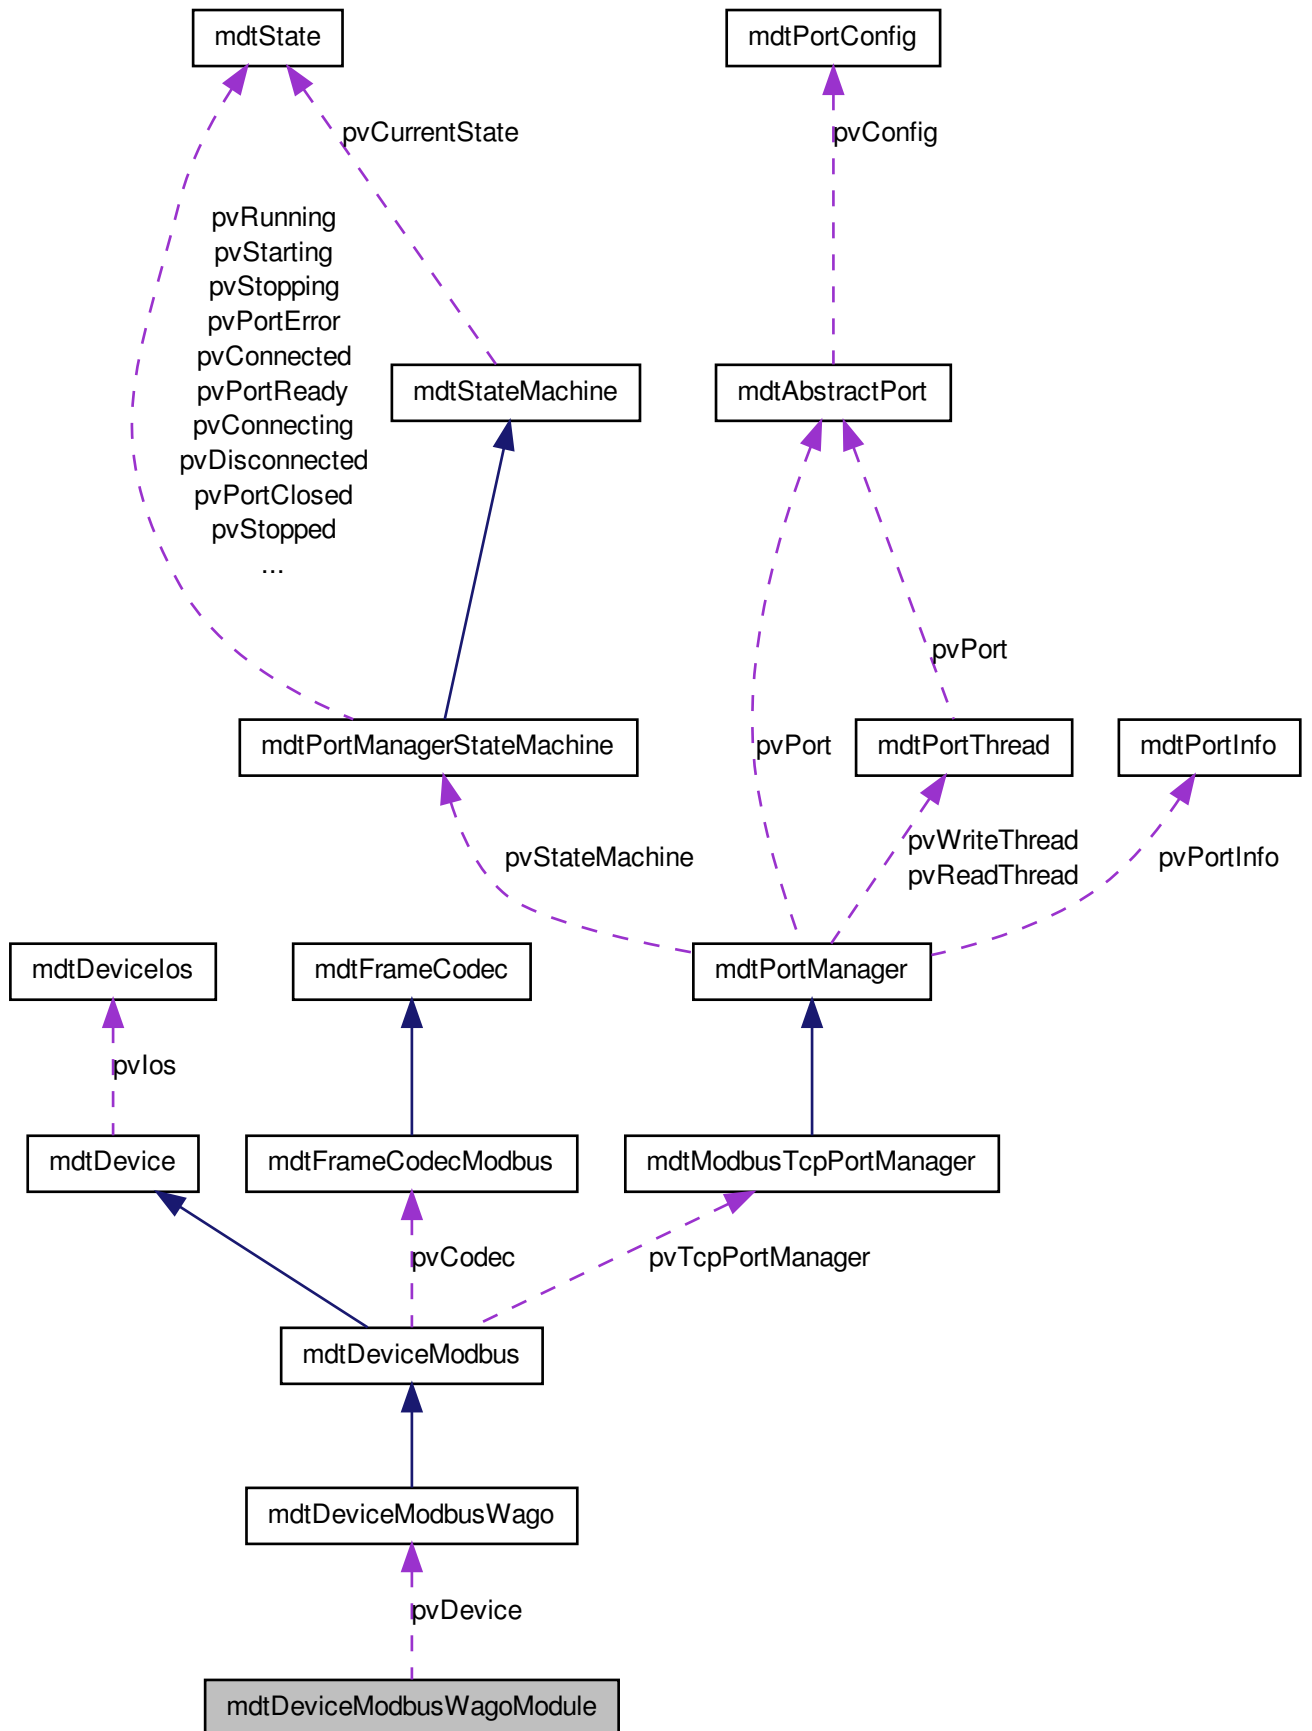 mdtState
mdtPortConfig
pvCurrentState
pvConfig
pvRunning
pvStarting
pvStopping
pvPortError
pvConnected
pvPortReady
pvConnecting
pvDisconnected
pvPortClosed
pvStopped
...
mdtStateMachine
mdtAbstractPort
pvPort
mdtPortManagerStateMachine
pvPort
mdtPortThread
mdtPortInfo
pvStateMachine
pvWriteThread
pvReadThread
pvPortInfo
mdtDeviceIos
mdtFrameCodec
mdtPortManager
pvIos
mdtDevice
mdtFrameCodecModbus
mdtModbusTcpPortManager
pvCodec
pvTcpPortManager
mdtDeviceModbus
mdtDeviceModbusWago
pvDevice
mdtDeviceModbusWagoModule